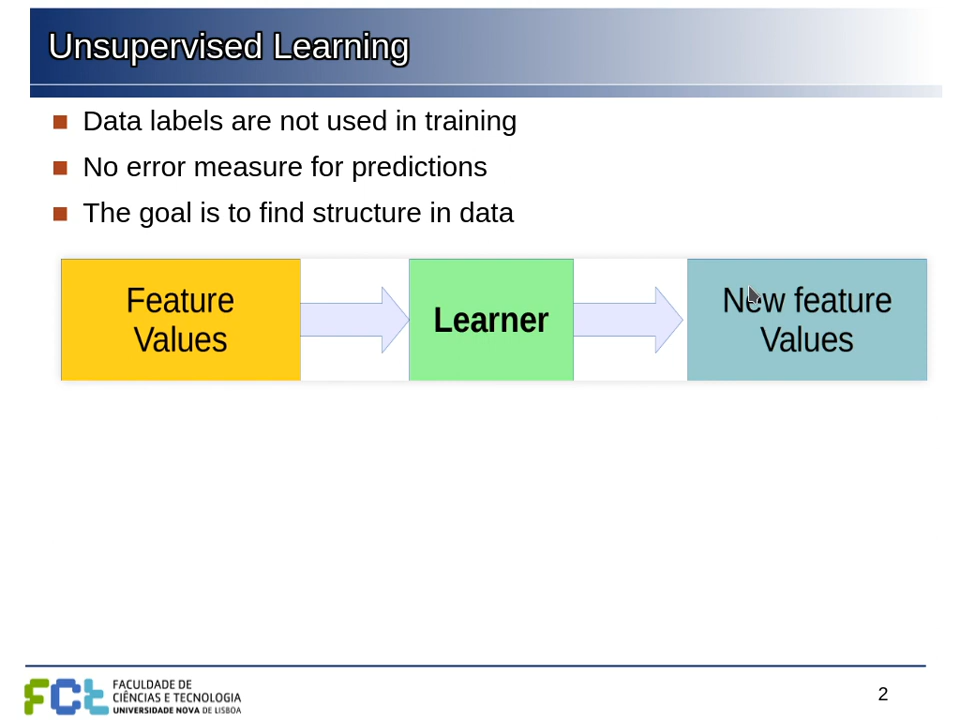 Unsupervised Learning
Data labels are not used in training
No error measure for predictions
The goal is to find structure in data
Feature
Values
Learner
New feature
Values
FCt
FACULDADE DE
CIÊNCIAS E TECNOLOGIA
UNIVERSIDADE NOVA DE LISBOA
2